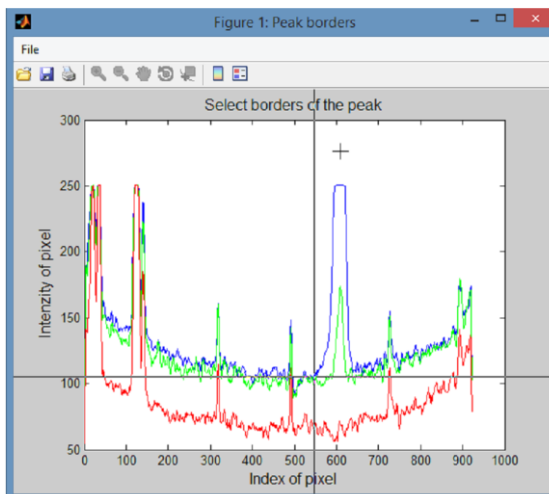 Figure 1: Peak borders
File
Select borders of the peak
300
250
200
150
100
50
Intenzity of pixel
0 100 200 300 400 500 600 700 800 900 1000
Index of pixel